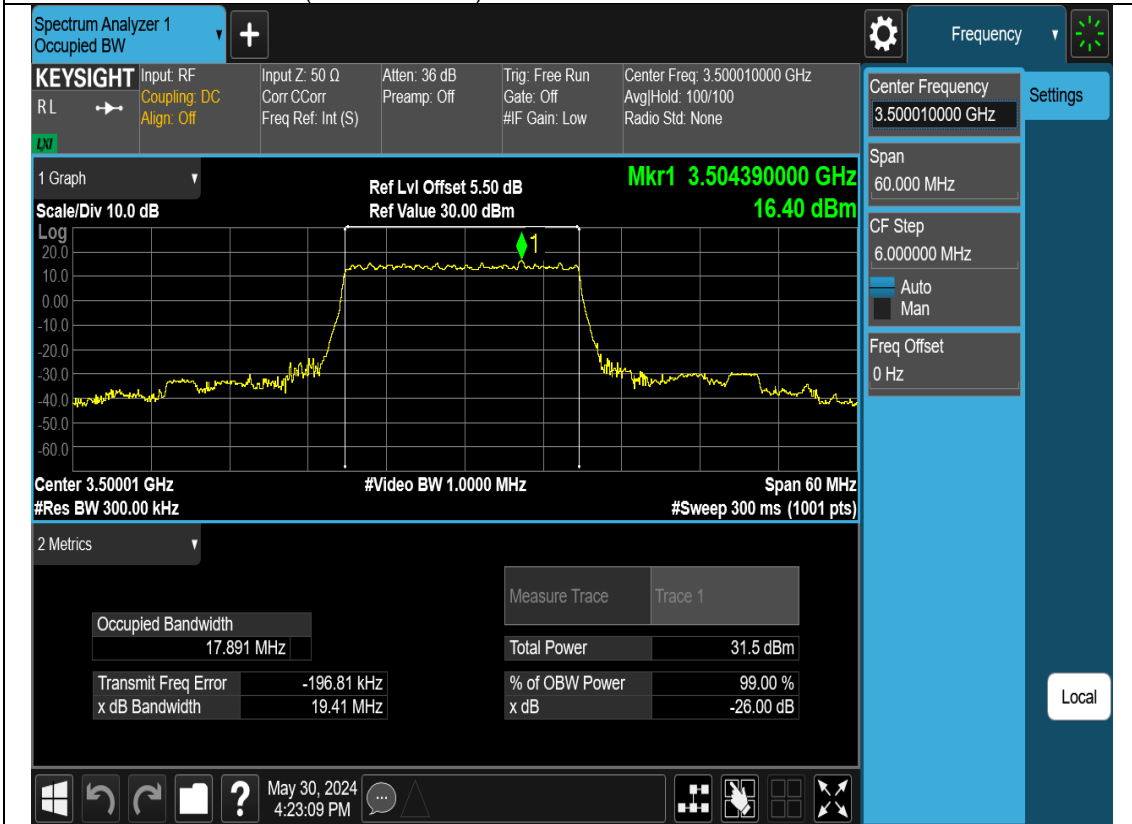 Spectrum Analyzer 1
Occupied BW
+
Frequency
KEYSIGHT
RL
LXI
Input: RF
Coupling: DC
Align: Off
Input Z: 50 Ω
Corr CCorr
Freq Ref: Int (S)
Atten: 36 dB
Preamp: Off
Trig: Free Run
Gate: Off
#IF Gain: Low
Center Freq: 3.500010000 GHz
Avg|Hold: 100/100
Radio Std: None
Center Frequency
3.500010000 GHz
Settings
Span
60.000 MHz
CF Step
6.000000 MHz
Auto
Man
Freq Offset
0 Hz
Local
1 Graph
Scale/Div 10.0 dB
Ref Lvl Offset 5.50 dB
Ref Value 30.00 dBm
Mkr1 3.504390000 GHz
16.40 dBm
Log
1
20.0
10.0
0.00
-10.0
-20.0
-30.0
-40.0
-50.0
-60.0
Center 3.50001 GHz
#Res BW 300.00 kHz
#Video BW 1.0000 MHz
Span 60 MHz
#Sweep 300 ms (1001 pts)
2 Metrics
Measure Trace Trace 1
Occupied Bandwidth
17.891 MHz
Total Power 31.5 dBm
Transmit Freq Error -196.81 kHz
% of OBW Power 99.00 %
x dB Bandwidth 19.41 MHz
x dB -26.00 dB
?
May 30, 2024
4:23:09 PM